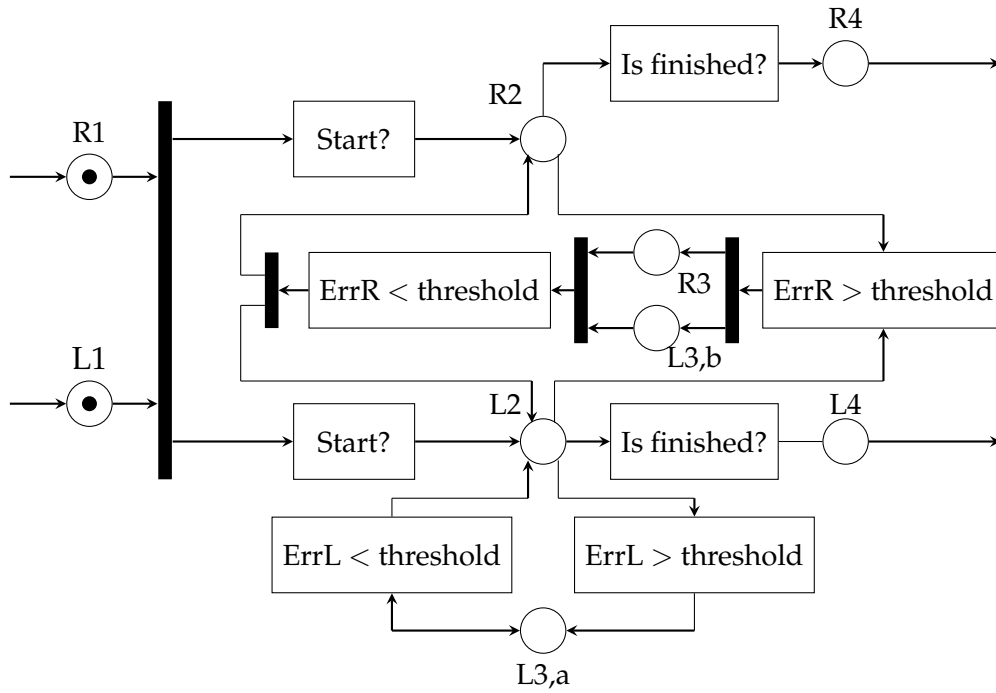 R4
Is finished?
R2
R1
Start?
ErrR < threshold
R3
ErrR > threshold
L3,b
L1
L2
L4
Start?
Is finished?
ErrL < threshold
ErrL > threshold
L3,a